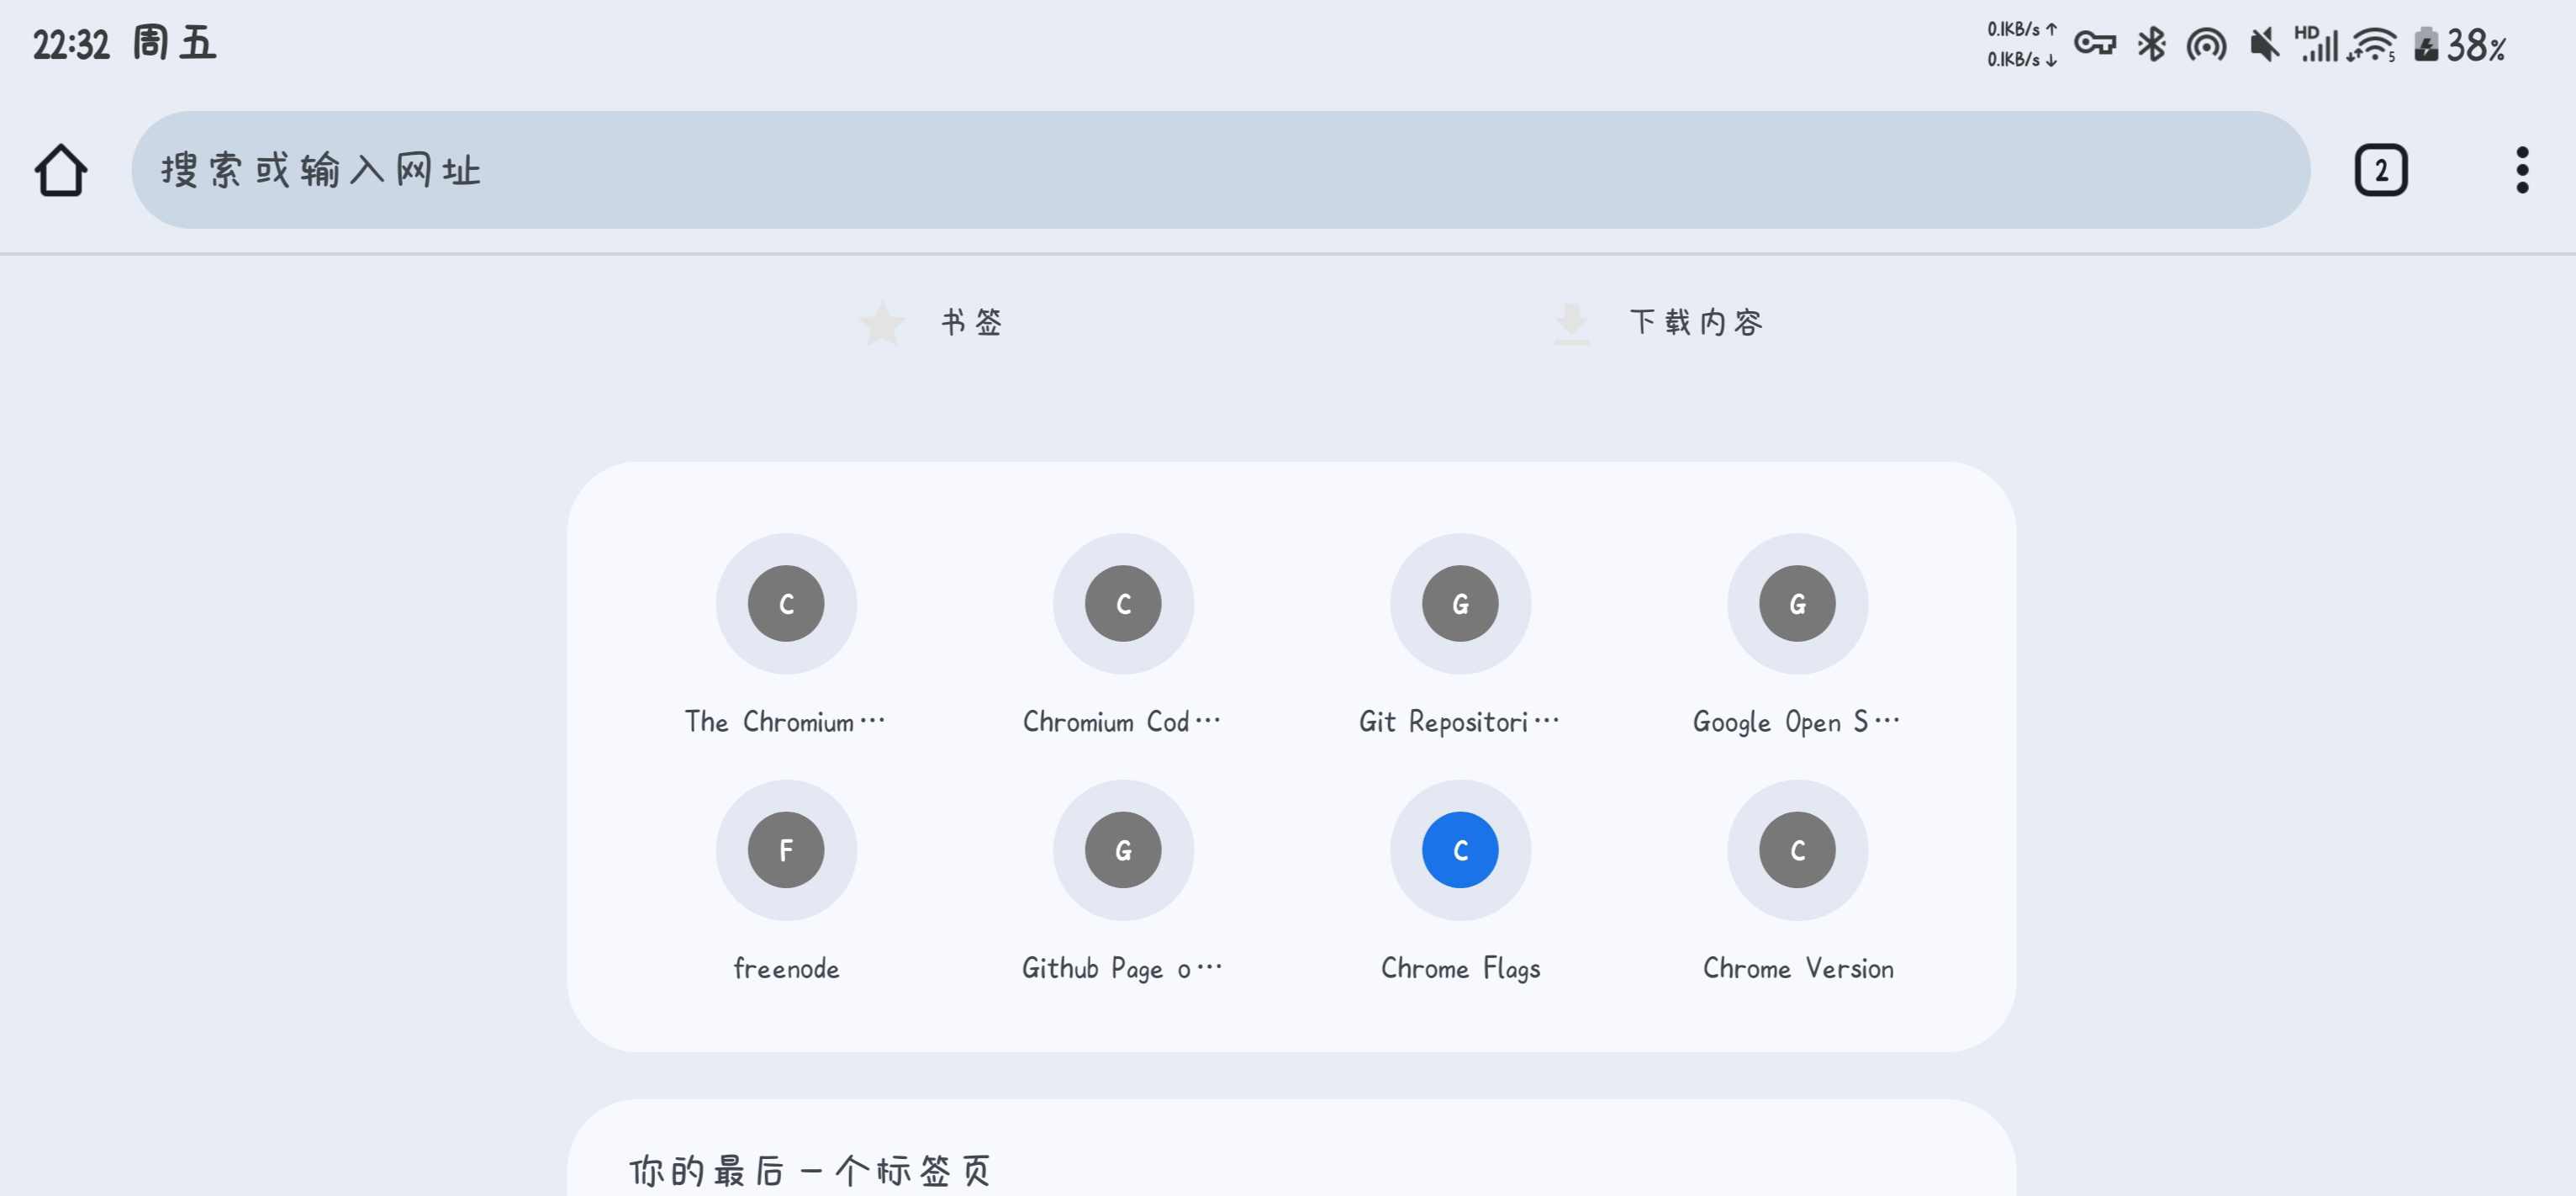 22:32 周五
0.1KB/s ↑
0.1KB/s ↓
HD
5
38%
搜索或输入网址
2
书签
下载内容
C
C
G
G
The Chromium…
Chromium Cod…
Git Repositori…
Google Open S…
F
G
C
C
freenode
Github Page o…
Chrome Flags
Chrome Version
你的最后一个标签页